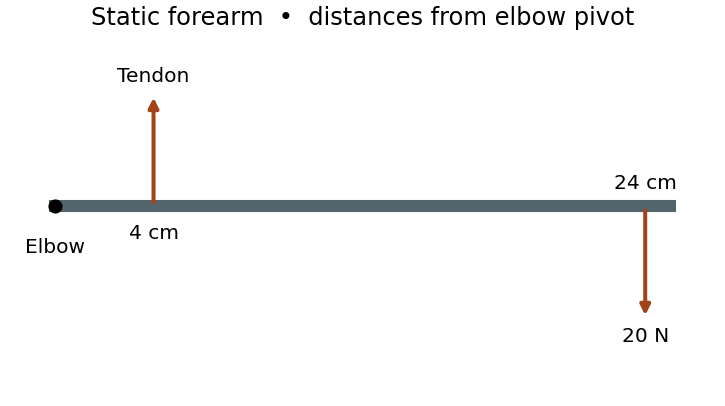 Static forearm • distances from elbow pivot
Tendon
24 cm
4 cm
Elbow
20 N